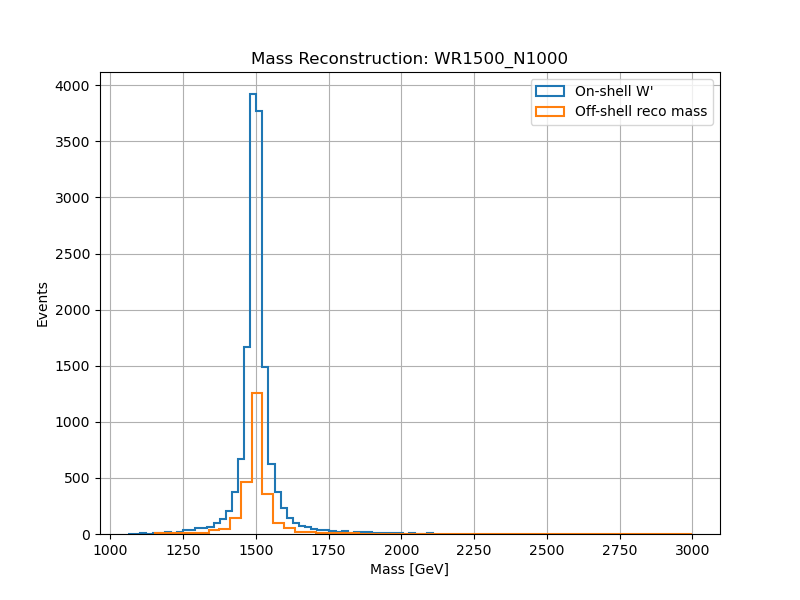 Mass Reconstruction: WR1500_N1000
On-shell W'
Off-shell reco mass
4000
3500
3000
2500
2000
1500
1000
500
0
Events
1000 1250 1500 1750 2000 2250 2500 2750 3000
Mass [GeV]